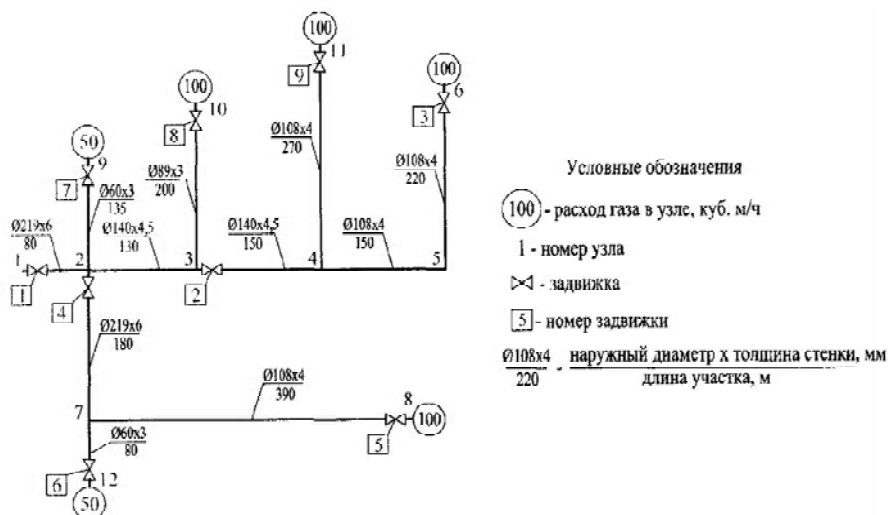 100
11
9
100
6
3
100
10
8
Ø108x4
270
Ø108x4
220
50
9
7
Ø89x3
200
Ø60x3
135
Ø219x6
80
Ø140x4,5
130
Ø140x4,5
150
Ø108x4
150
1
2
3
4
5
1
4
2
Ø219x6
180
Ø108x4
390
7
8
100
5
Ø60x3
80
6
12
50
Условные обозначения
100 - расход газа в узле, куб. м/ч
1 - номер узла
- задвижка
5 - номер задвижки
Ø108x4 - наружный диаметр х толщина стенки, мм
220 длина участка, м